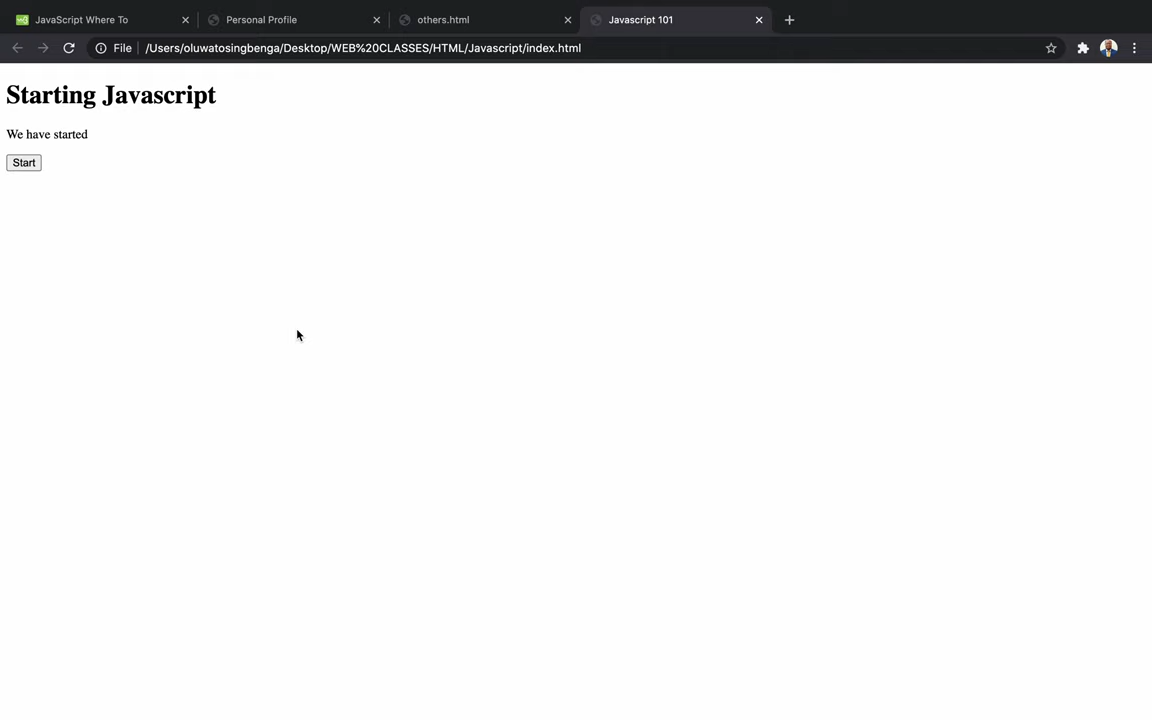 JavaScript Where To
Personal Profile
others.html
Javascript 101
File
/Users/oluwatosingbenga/Desktop/WEB%20CLASSES/HTML/Javascript/index.html
Starting Javascript
We have started
Start